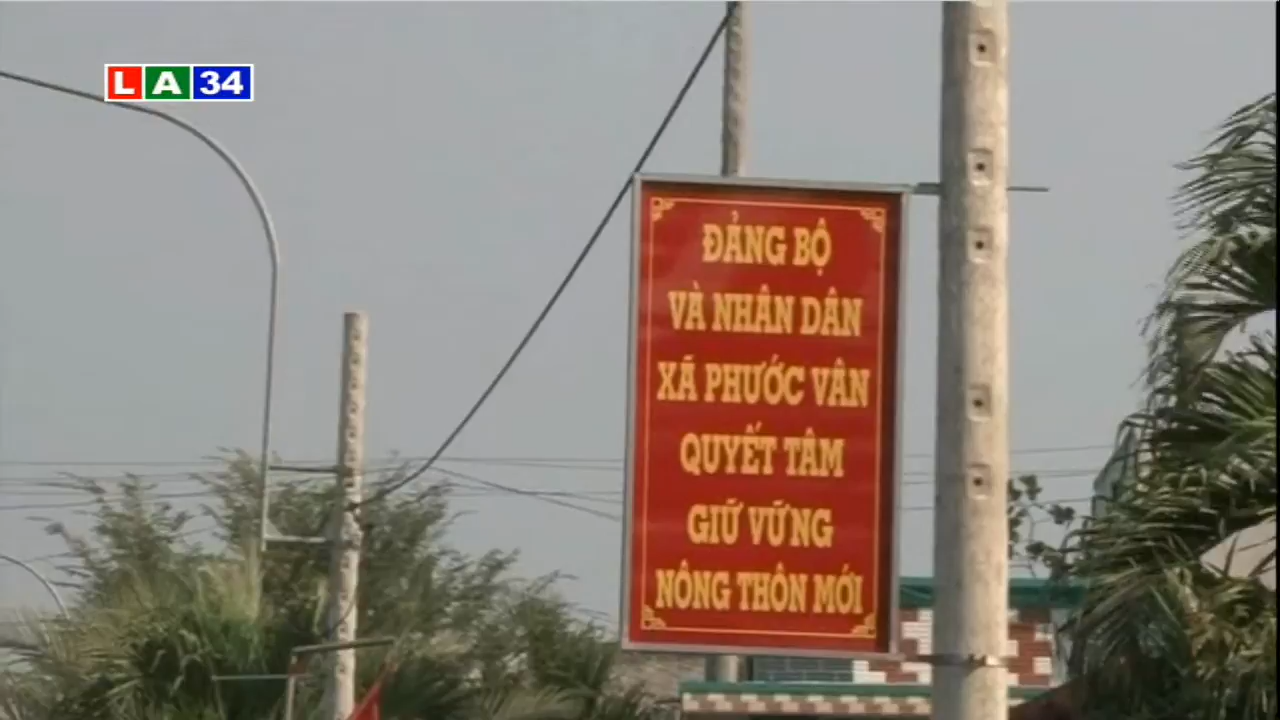 LA34
ĐẢNG BỘ
VÀ NHÂN DÂN
XÃ PHƯỚC VÂN
QUYẾT TÂM
GIỮ VỮNG
NÔNG THÔN MỚI